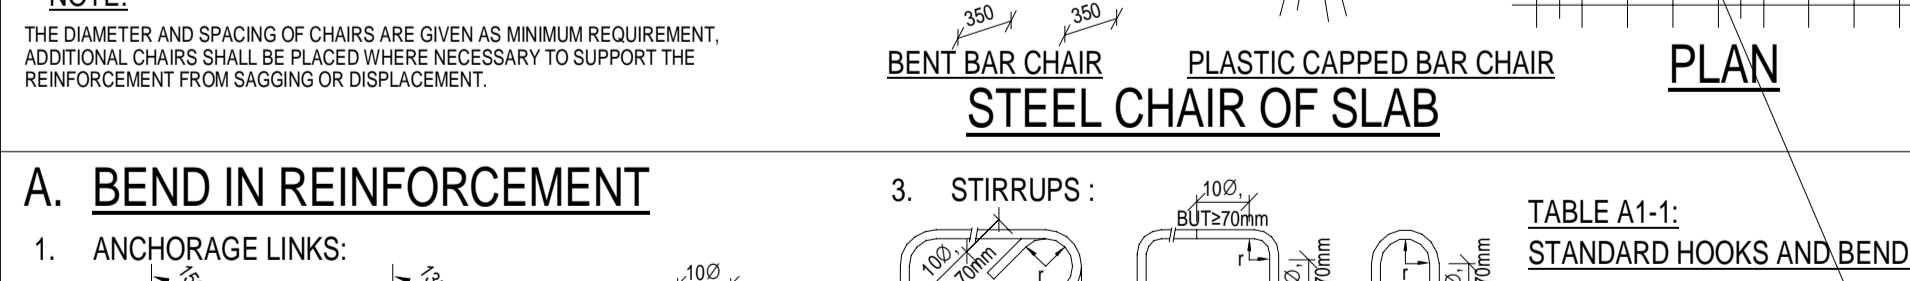 NOTE:
THE DIAMETER AND SPACING OF CHAIRS ARE GIVEN AS MINIMUM REQUIREMENT,
ADDITIONAL CHAIRS SHALL BE PLACED WHERE NECESSARY TO SUPPORT THE
REINFORCEMENT FROM SAGGING OR DISPLACEMENT.
350
350
BENT BAR CHAIR
PLASTIC CAPPED BAR CHAIR
STEEL CHAIR OF SLAB
PLAN
A. BEND IN REINFORCEMENT
1. ANCHORAGE LINKS:
10Ø
3. STIRRUPS :
10Ø,
70mm
r
10Ø,
BUT≥70mm
r
70mm
r
70mm
TABLE A1-1:
STANDARD HOOKS AND BEND